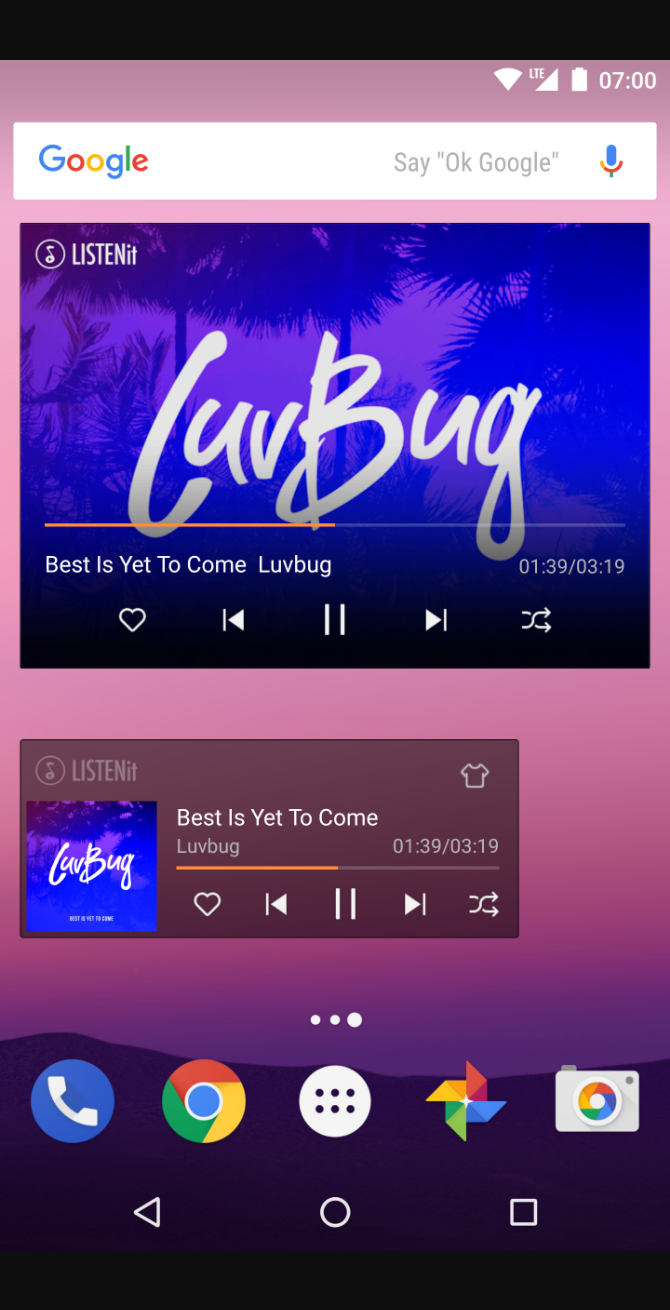 LTE 07:00
Google Say "Ok Google"
LISTENit
LuvBug
Best Is Yet To Come Luvbug 01:39/03:19
LISTENit
Best Is Yet To Come
Luvbug 01:39/03:19
LuvBug
BEST IS YET TO COME